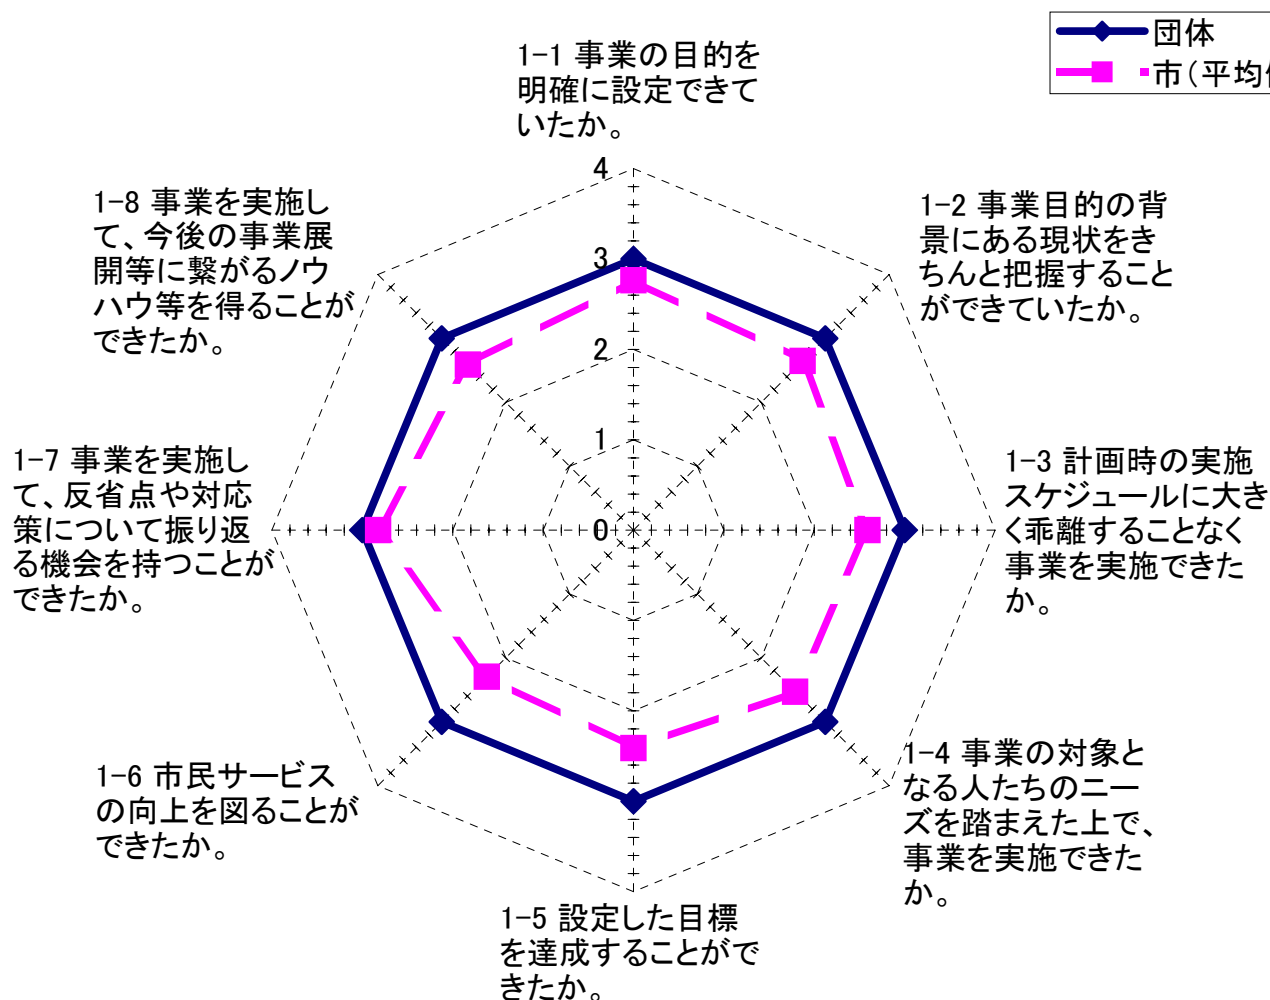 団体
市(平均
1-1 事業の目的を
明確に設定できて
いたか。
1-2 事業目的の背
景にある現状をき
ちんと把握すること
ができていたか。
1-3 計画時の実施
スケジュールに大き
く乖離することなく
事業を実施できた
か。
1-4 事業の対象と
なる人たちのニー
ズを踏まえた上で、
事業を実施できた
か。
1-5 設定した目標
を達成することがで
きたか。
1-6 市民サービス
の向上を図ることが
できたか。
1-7 事業を実施し
て、反省点や対応
策について振り返
る機会を持つことが
できたか。
1-8 事業を実施し
て、今後の事業展
開等に繋がるノウ
ハウ等を得ることが
できたか。
4
3
2
1
0